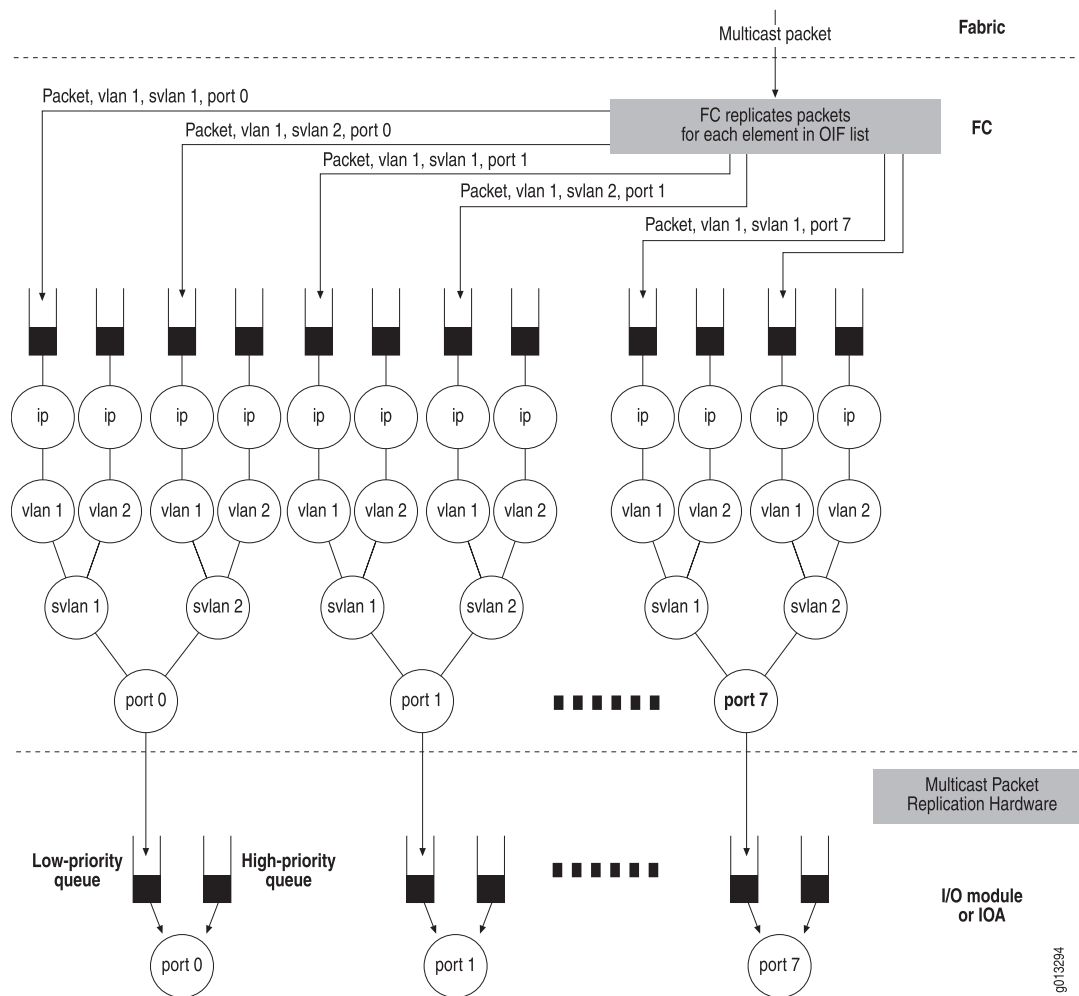 Multicast packet
Fabric
Packet, vlan 1, svlan 1, port 0
FC replicates packets
for each element in OIF list
FC
Packet, vlan 1, svlan 2, port 0
Packet, vlan 1, svlan 1, port 1
Packet, vlan 1, svlan 2, port 1
Packet, vlan 1, svlan 1, port 7
ip ip ip ip ip ip ip ip ip ip ip ip
vlan 1 vlan 2 vlan 1 vlan 2 vlan 1 vlan 2 vlan 1 vlan 2 vlan 1 vlan 2 vlan 1 vlan 2
svlan 1 svlan 2 svlan 1 svlan 2 svlan 1 svlan 2
port 0 port 1 port 7
Multicast Packet
Replication Hardware
Low-priority
queue
High-priority
queue
I/O module
or IOA
port 0 port 1 port 7
g013294